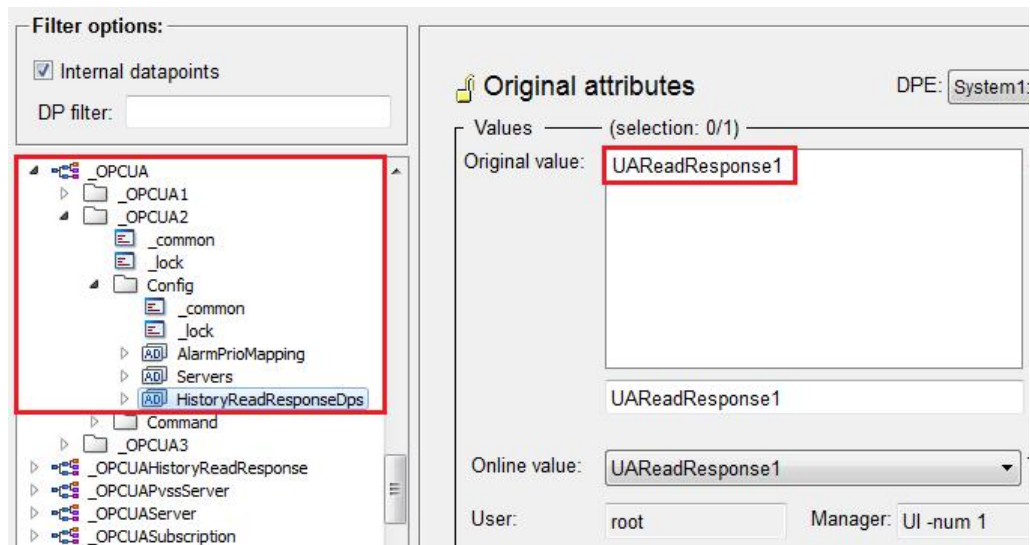 Filter options:
Internal datapoints
DP filter:
_OPCUA
_OPCUA1
_OPCUA2
_common
_lock
Config
_common
_lock
AlarmPrioMapping
Servers
HistoryReadResponseDps
Command
_OPCUA3
_OPCUAHistoryReadResponse
_OPCUAPvssServer
_OPCUAServer
_OPCUASubscription
Original attributes DPE: System1:
Values (selection: 0/1)
Original value: UAReadResponse1
UAReadResponse1
Online value: UAReadResponse1
User: root Manager: UI -num 1